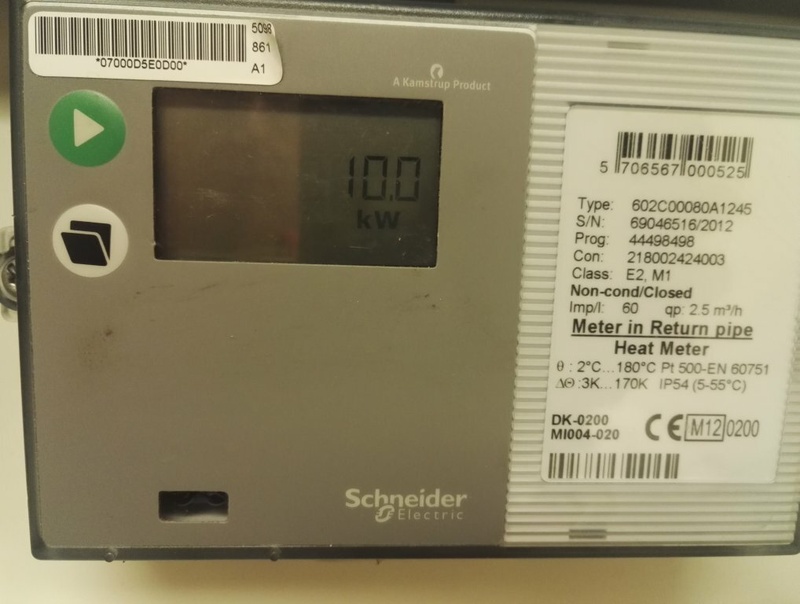 5098
861
A1
*07000D5E0D00*
A Kamstrup Product
10.0
kW
Schneider
Electric
5 706567 000525
Type: 602C00080A1245
S/N: 69046516/2012
Prog: 44498498
Con: 218002424003
Class: E2, M1
Non-cond/Closed
Imp/l: 60 qp: 2.5 m³/h
Meter in Return pipe
Heat Meter
θ : 2°C...180°C Pt 500-EN 60751
ΔΘ :3K...170K IP54 (5-55°C)
DK-0200
MI004-020
CE M12 0200